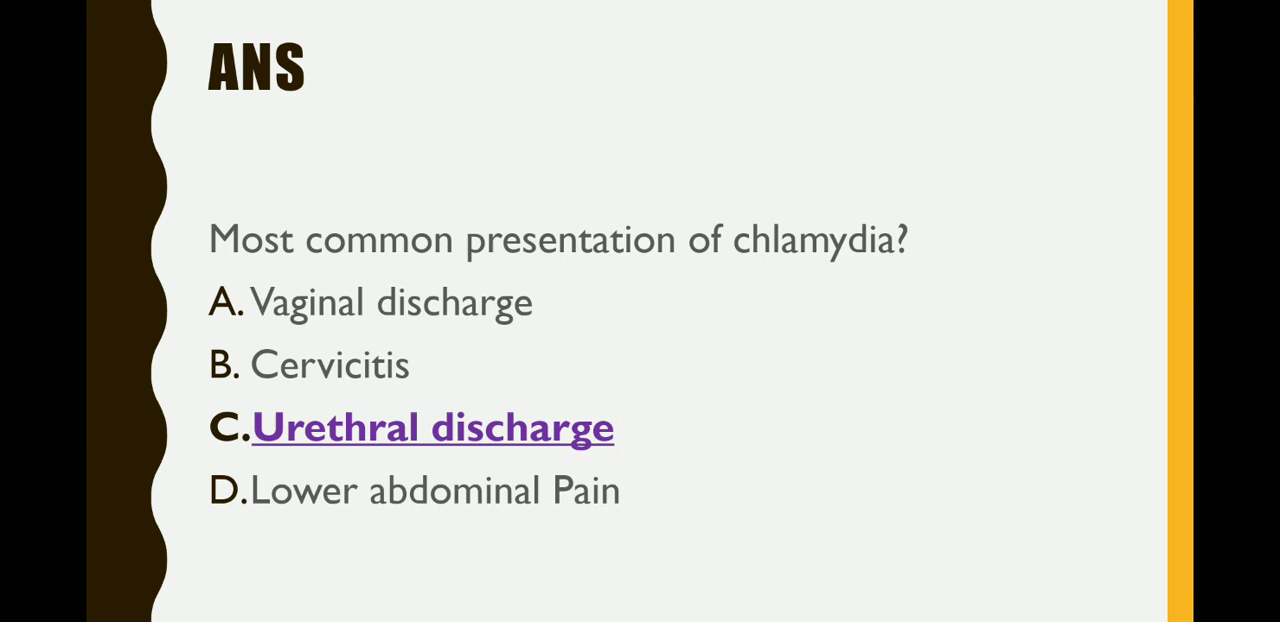 ANS
Most common presentation of chlamydia?
A. Vaginal discharge
B. Cervicitis
C.Urethral discharge
D.Lower abdominal Pain